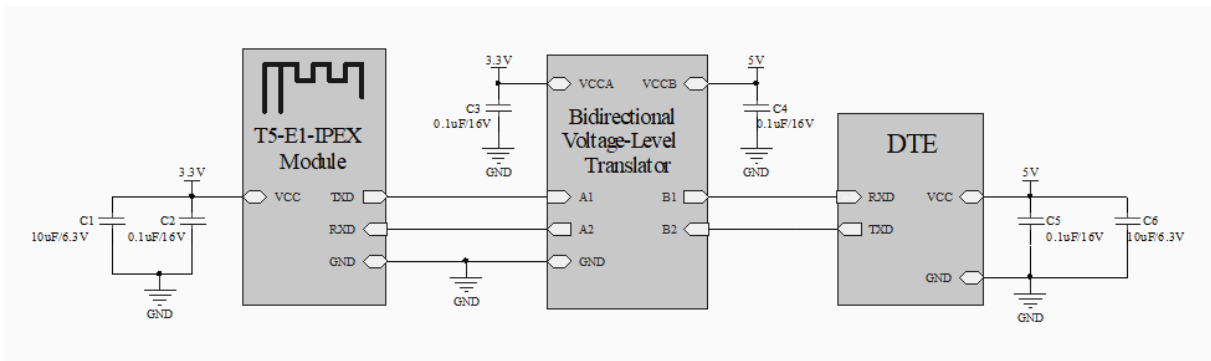 3.3V
5V
VCCA
VCCB
C3
0.1uF/16V
C4
0.1uF/16V
GND
GND
T5-E1-IPEX
Module
Bidirectional
Voltage-Level
Translator
DTE
3.3V
5V
VCC
TXD
A1
B1
RXD
VCC
C1
10uF/6.3V
C2
0.1uF/16V
RXD
A2
B2
TXD
C5
0.1uF/16V
C6
10uF/6.3V
GND
GND
GND
GND
GND
GND